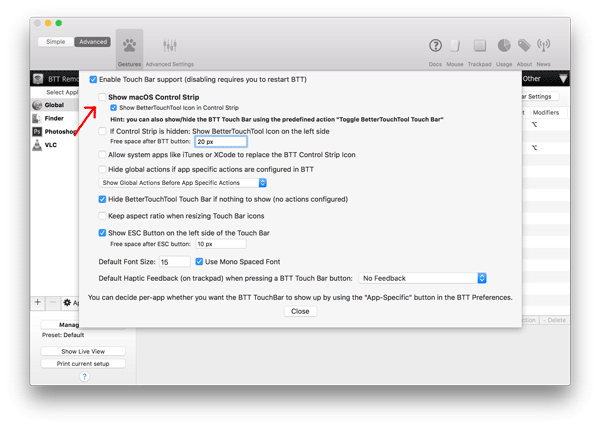 Simple Advanced
Gestures Advanced Settings
? Docs Mouse Trackpad Usage About News
BTT Remo
Other
Select Appl
t Modifiers
Global
Finder
Photoshop
VLC
Enable Touch Bar support (disabling requires you to restart BTT)
Show macOS Control Strip
Show BetterTouchTool Icon in Control Strip
Hint: you can also show/hide the BTT Touch Bar using the predefined action "Toggle BetterTouchTool Touch Bar"
If Control Strip is hidden: Show BetterTouchTool Icon on the left side
Free space after BTT button: 20 px
Allow system apps like iTunes or XCode to replace the BTT Control Strip Icon
Hide global actions if app specific actions are configured in BTT
Show Global Actions Before App Specific Actions
Hide BetterTouchTool Touch Bar if nothing to show (no actions configured)
Keep aspect ratio when resizing Touch Bar icons
Show ESC Button on the left side of the Touch Bar
Free space after ESC button: 10 px
Default Font Size: 15 Use Mono Spaced Font
Default Haptic Feedback (on trackpad) when pressing a BTT Touch Bar button: No Feedback
You can decide per-app whether you want the BTT TouchBar to show up by using the "App-Specific" button in the BTT Preferences.
Close
+ − Ap
ction - Delete
Manag
Preset: Default
Show Live View
Print current setup
?